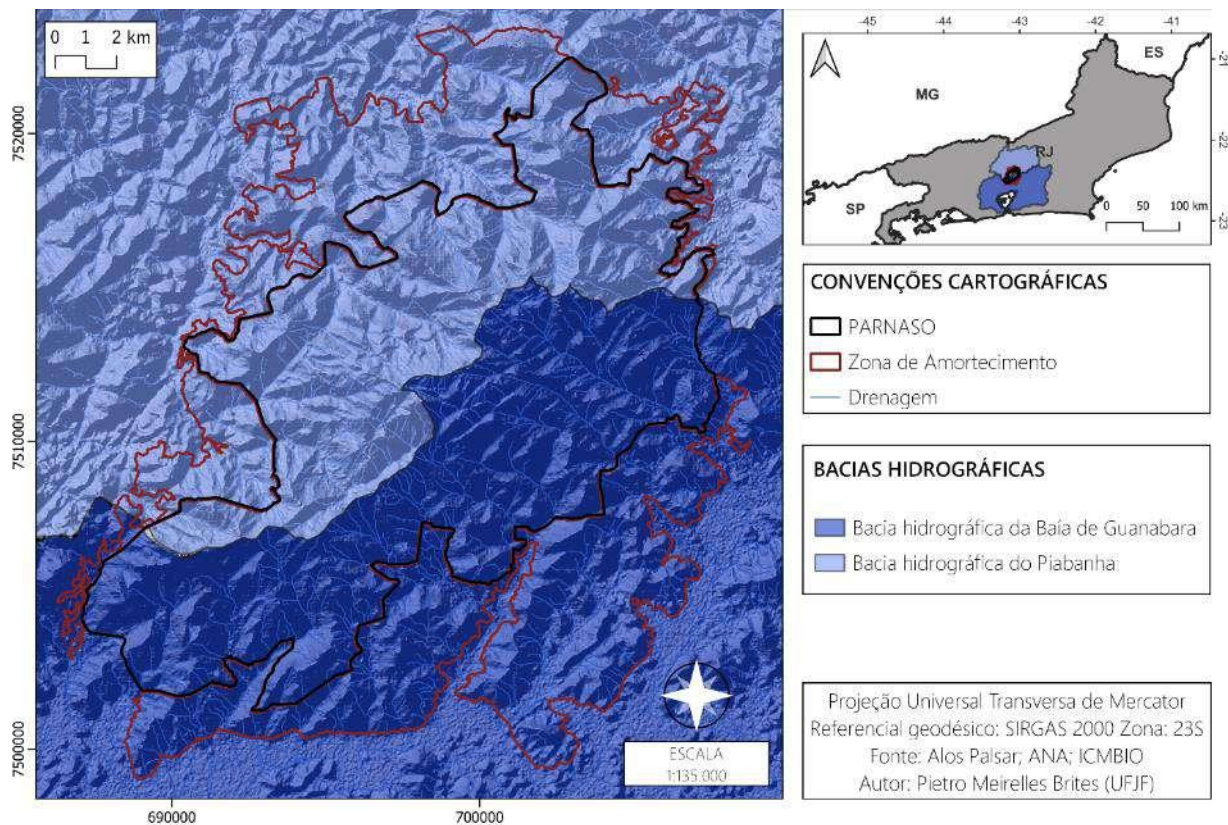 0 1 2 km
7520000
7510000
7500000
690000
700000
ESCALA
1:135.000
-45 -44 -43 -42 -41
-21
-22
-23
ES
MG
RJ
SP
0 50 100 km
CONVENÇÕES CARTOGRÁFICAS
PARNASO
Zona de Amortecimento
Drenagem
BACIAS HIDROGRÁFICAS
Bacia hidrográfica da Baía de Guanabara
Bacia hidrográfica do Piabanha
Projeção Universal Transversa de Mercator
Referencial geodésico: SIRGAS 2000 Zona: 23S
Fonte: Alos Palsar; ANA; ICMBIO
Autor: Pietro Meirelles Brites (UFJF)